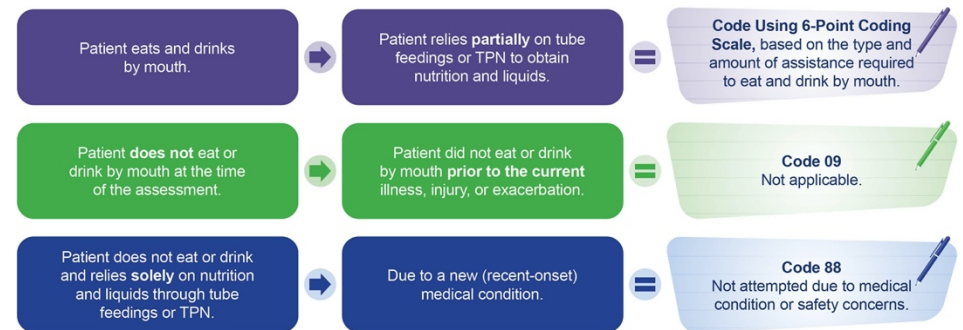 Patient eats and drinks
by mouth.
Patient relies partially on tube
feedings or TPN to obtain
nutrition and liquids.
Code Using 6-Point Coding
Scale, based on the type and
amount of assistance required
to eat and drink by mouth.
Patient does not eat or
drink by mouth at the time
of the assessment.
Patient did not eat or drink
by mouth prior to the current
illness, injury, or exacerbation.
Code 09
Not applicable.
Patient does not eat or drink
and relies solely on nutrition
and liquids through tube
feedings or TPN.
Due to a new (recent-onset)
medical condition.
Code 88
Not attempted due to medical
condition or safety concerns.